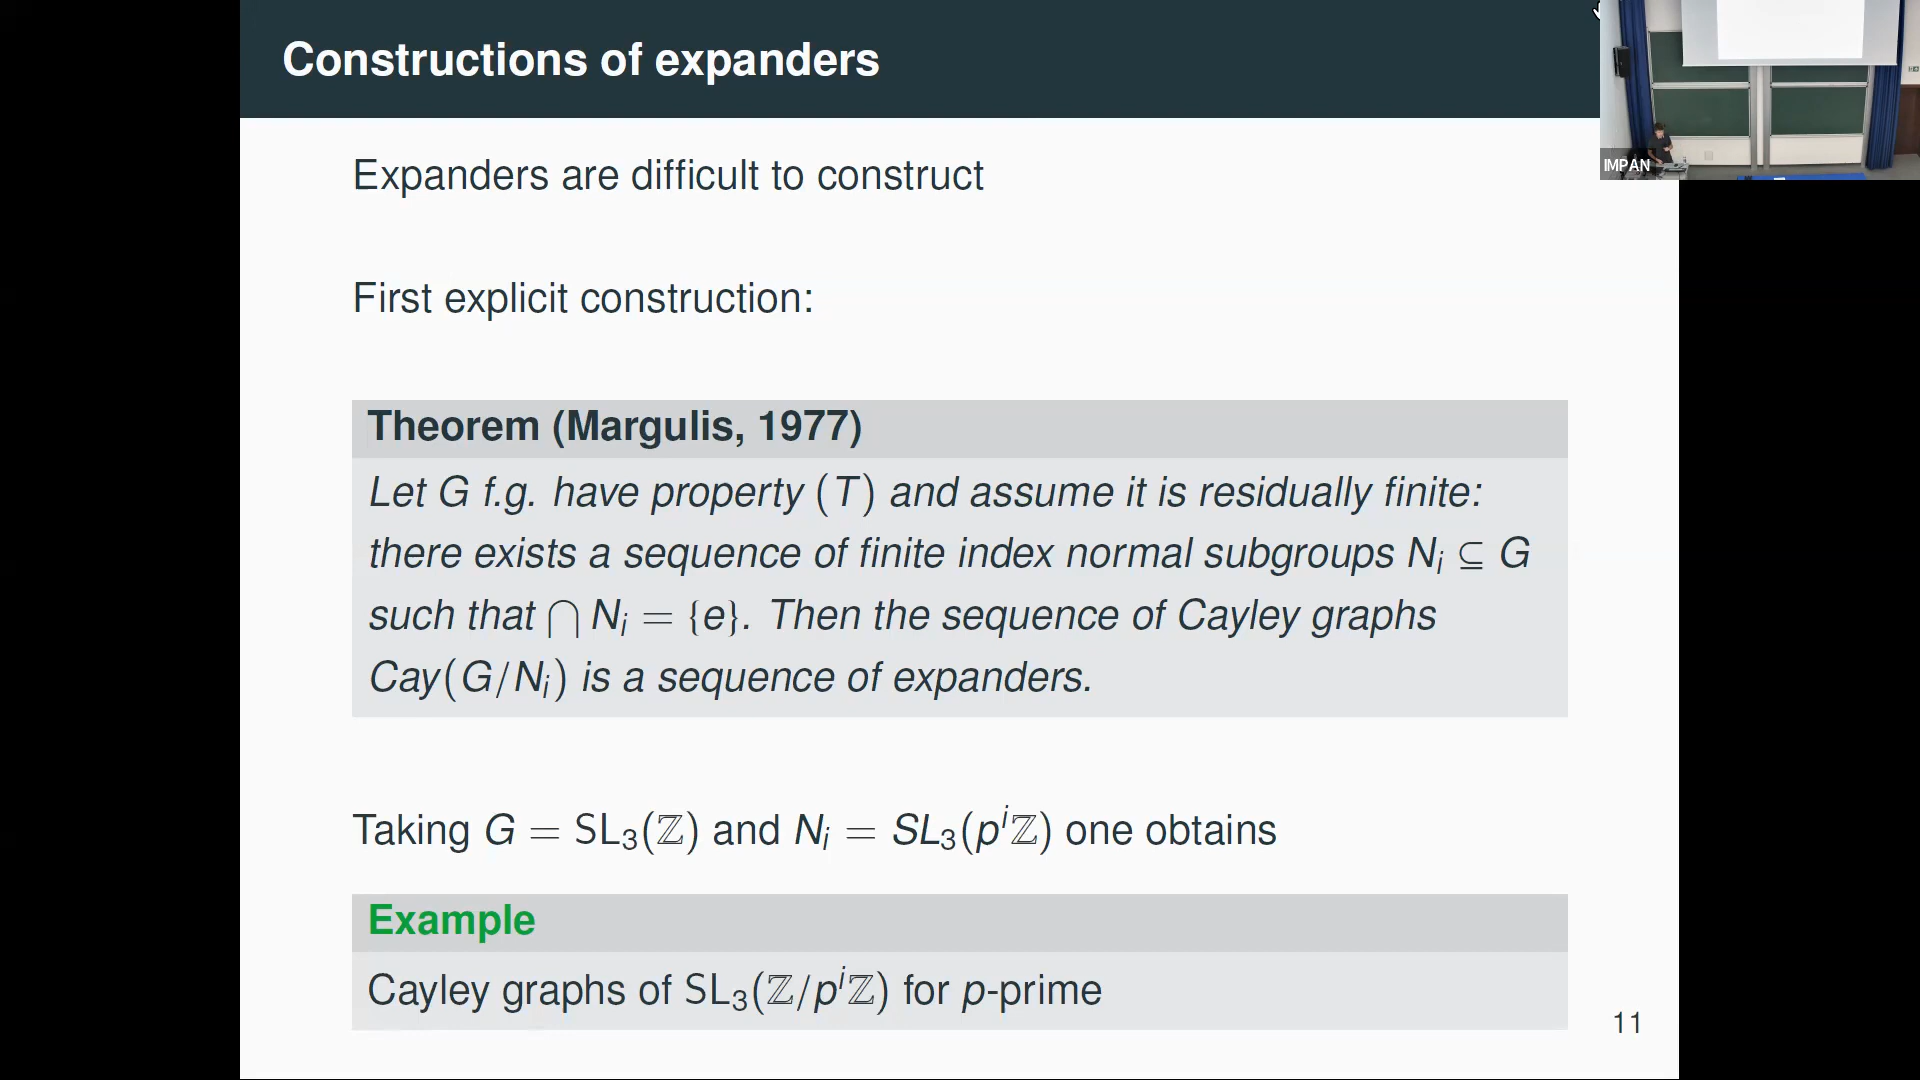 Constructions of expanders
IMPAN
Expanders are difficult to construct
First explicit construction:
Theorem (Margulis, 1977)
Let G f.g. have property (T) and assume it is residually finite:
there exists a sequence of finite index normal subgroups Nᵢ ⊆ G
such that ⋂ Nᵢ = {e}. Then the sequence of Cayley graphs
Cay(G/Nᵢ) is a sequence of expanders.
Taking G = SL₃(ℤ) and Nᵢ = SL₃(pⁱℤ) one obtains
Example
Cayley graphs of SL₃(ℤ/pⁱℤ) for p-prime
11